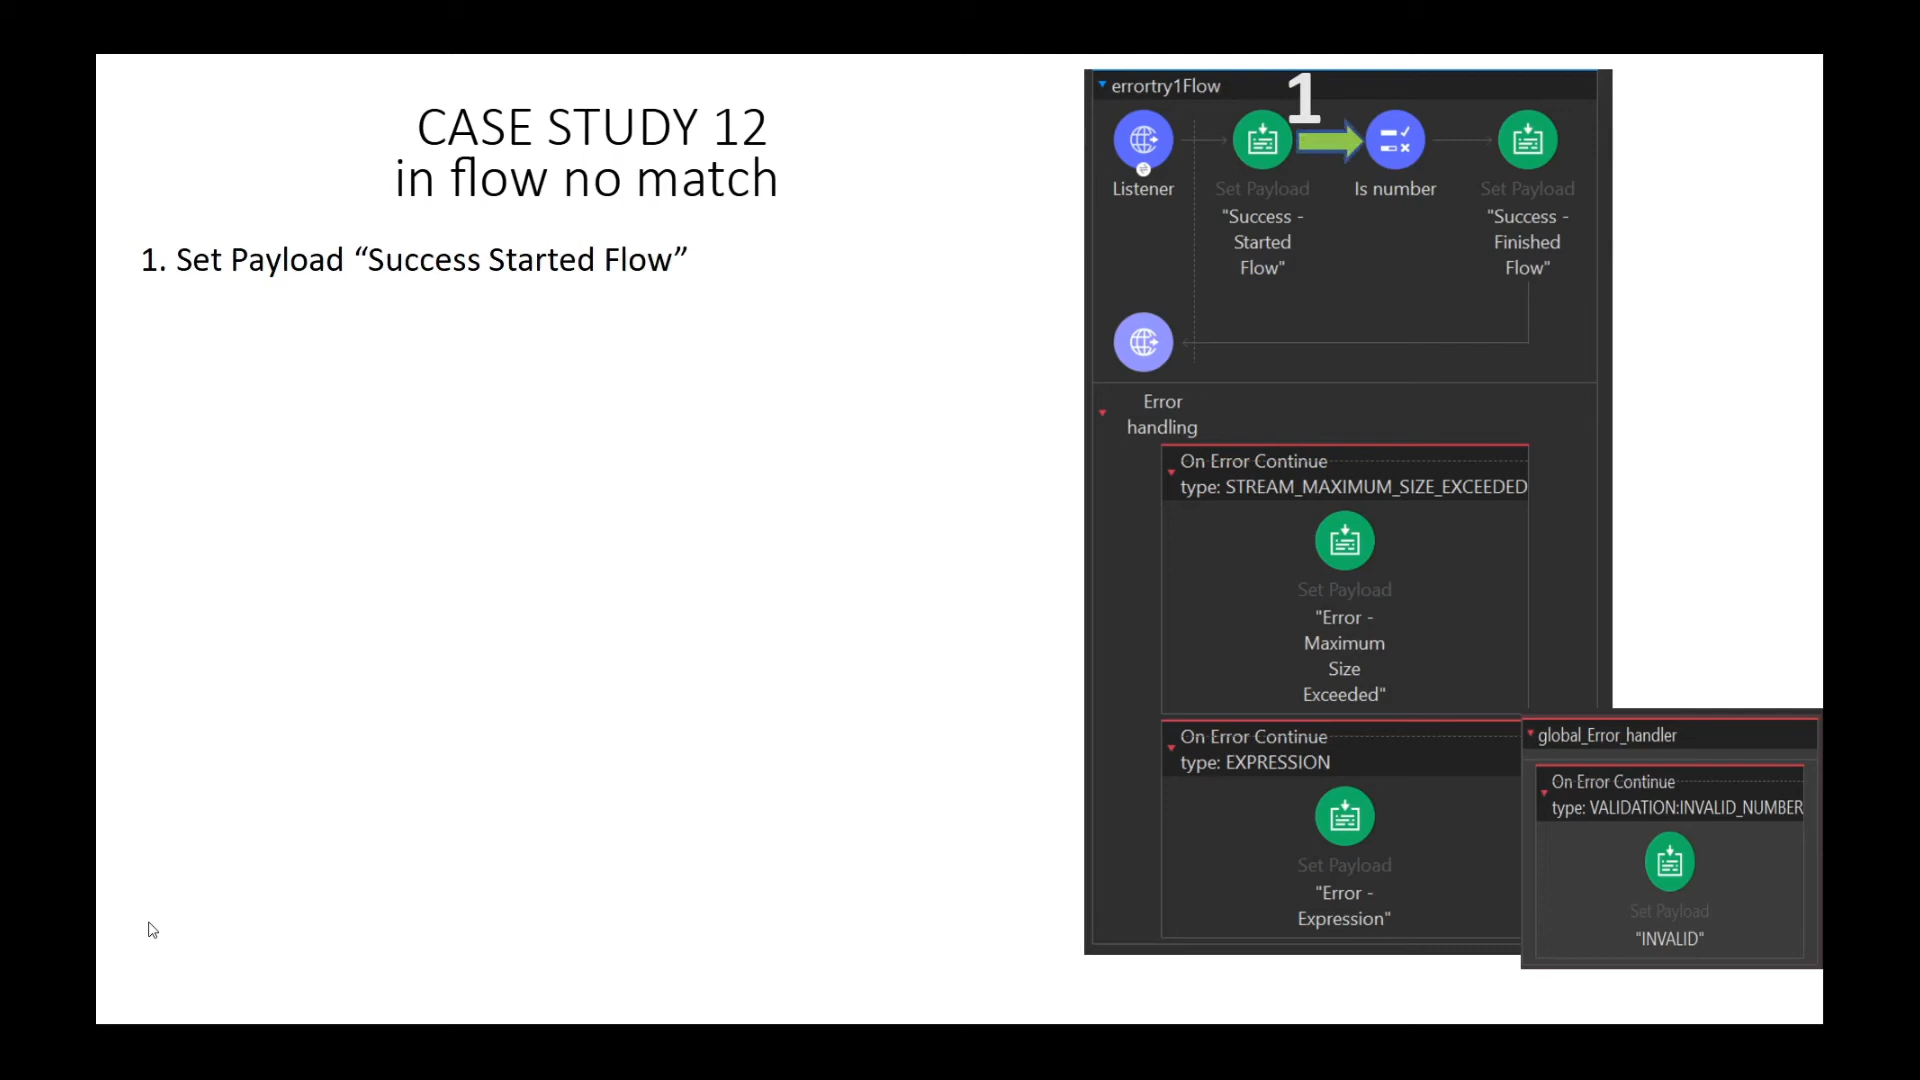 CASE STUDY 12
in flow no match
1. Set Payload “Success Started Flow”
errortry1Flow
1
Listener
Set Payload
"Success -
Started
Flow"
Is number
Set Payload
"Success -
Finished
Flow"
Error
handling
On Error Continue
type: STREAM_MAXIMUM_SIZE_EXCEEDED
Set Payload
"Error -
Maximum
Size
Exceeded"
On Error Continue
type: EXPRESSION
Set Payload
"Error -
Expression"
global_Error_handler
On Error Continue
type: VALIDATION:INVALID_NUMBER
Set Payload
"INVALID"